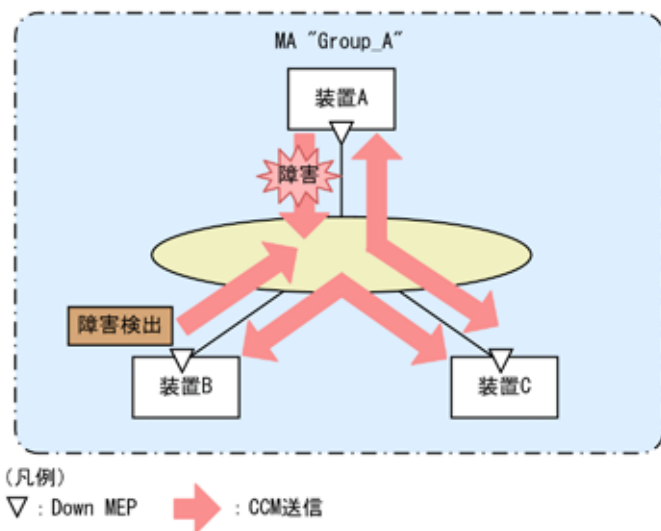 MA "Group_A"
装置A
障害
障害検出
装置B
装置C
(凡例)
: Down MEP
: CCM送信